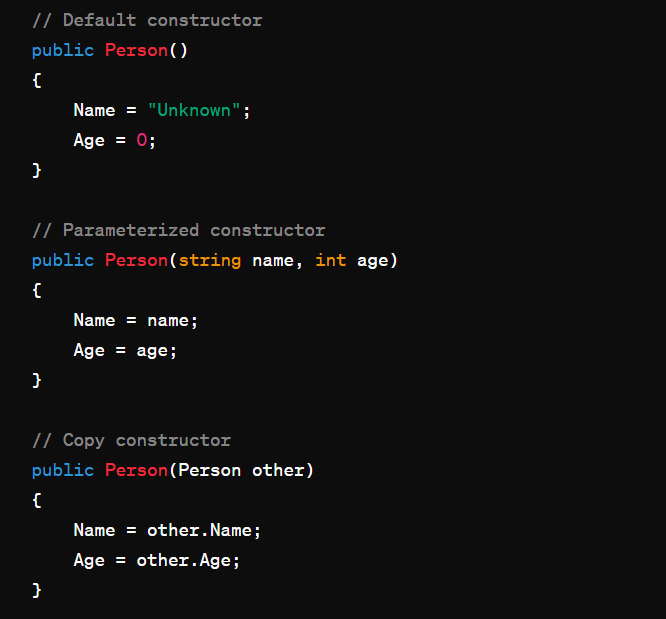 // Default constructor
public Person()
{
    Name = "Unknown";
    Age = 0;
}

// Parameterized constructor
public Person(string name, int age)
{
    Name = name;
    Age = age;
}

// Copy constructor
public Person(Person other)
{
    Name = other.Name;
    Age = other.Age;
}